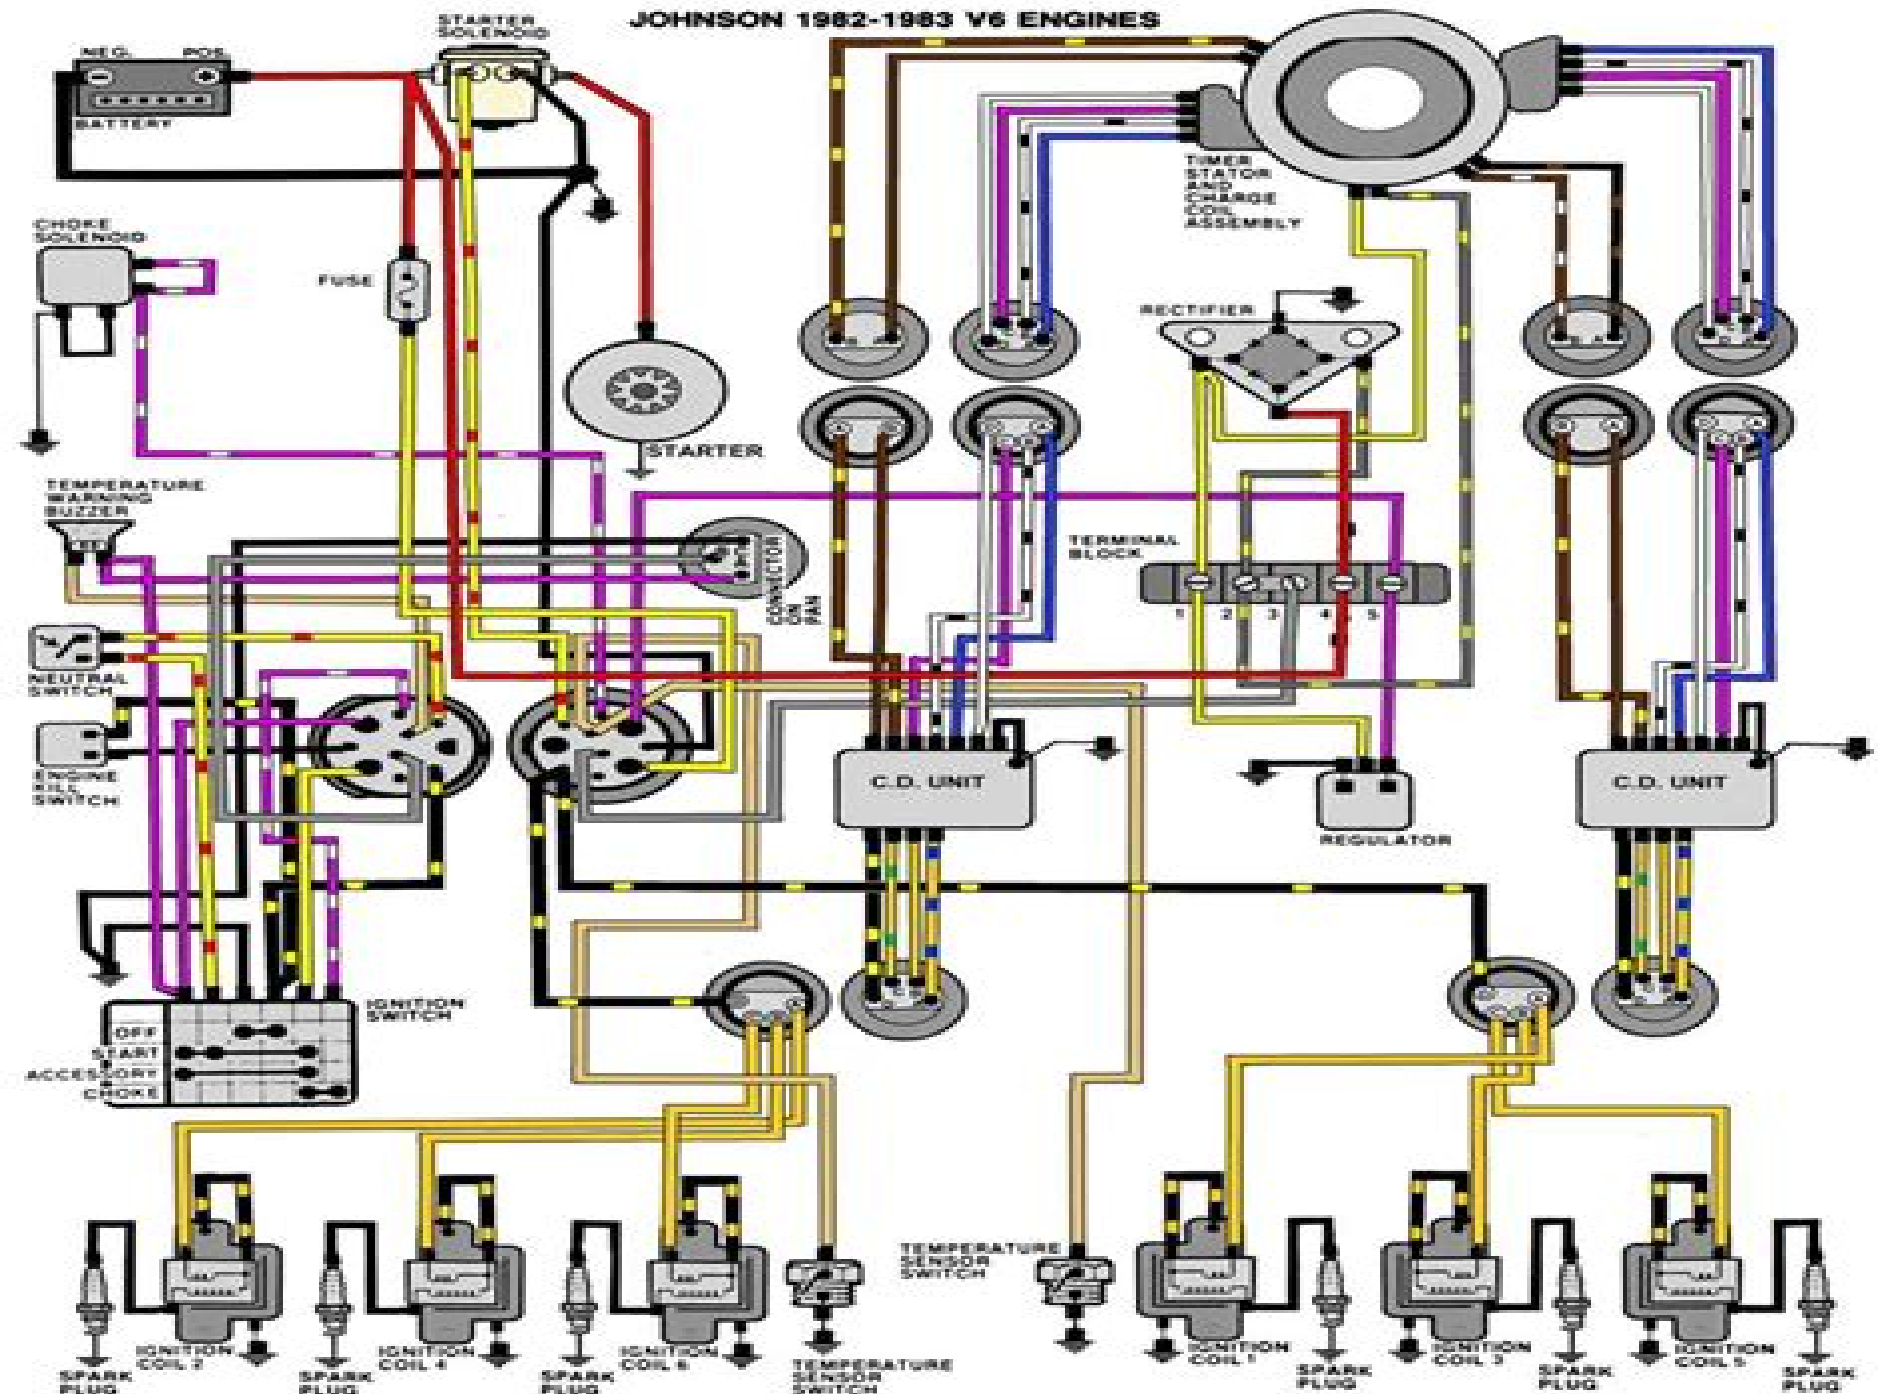 JOHNSON 1982-1983 V6 ENGINES
STARTER
SOLENOID
NEG. POS.
BATTERY
CHOKE
SOLENOID
FUSE
TIMER
STATOR
AND
CHARGE
COIL
ASSEMBLY
RECTIFIER
STARTER
TEMPERATURE
WARNING
BUZZER
CONNECTOR
ON
PAN
TERMINAL
BLOCK
1 2 3 4 5
NEUTRAL
SWITCH
ENGINE
KILL
SWITCH
C.D. UNIT
REGULATOR
C.D. UNIT
IGNITION
SWITCH
OFF
START
ACCESSORY
CHOKE
TEMPERATURE
SENSOR
SWITCH
IGNITION
COIL 2
SPARK
PLUG
IGNITION
COIL 4
SPARK
PLUG
IGNITION
COIL 6
SPARK
PLUG
TEMPERATURE
SENSOR
SWITCH
IGNITION
COIL 1
SPARK
PLUG
IGNITION
COIL 3
SPARK
PLUG
IGNITION
COIL 5
SPARK
PLUG